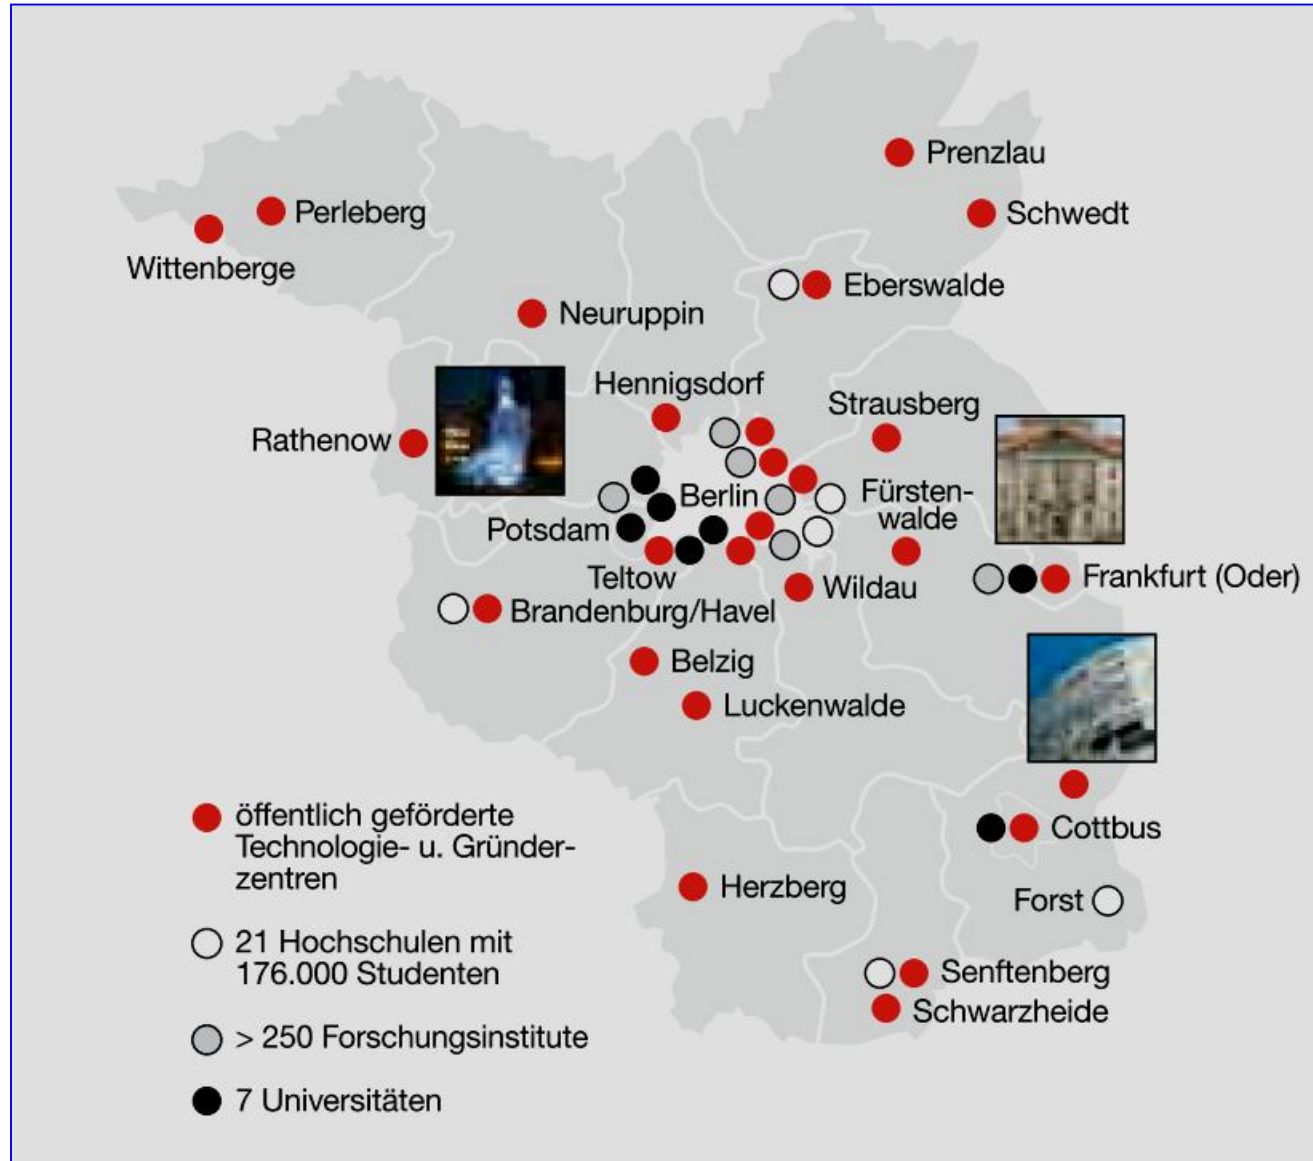 Prenzlau
Perleberg
Schwedt
Wittenberge
Eberswalde
Neuruppin
Hennigsdorf
Strausberg
Rathenow
Berlin
Fürsten-
walde
Potsdam
Teltow
Wildau
Frankfurt (Oder)
Brandenburg/Havel
Belzig
Luckenwalde
Cottbus
Herzberg
Forst
Senftenberg
Schwarzheide
öffentlich geförderte
Technologie- u. Gründer-
zentren
21 Hochschulen mit
176.000 Studenten
> 250 Forschungsinstitute
7 Universitäten